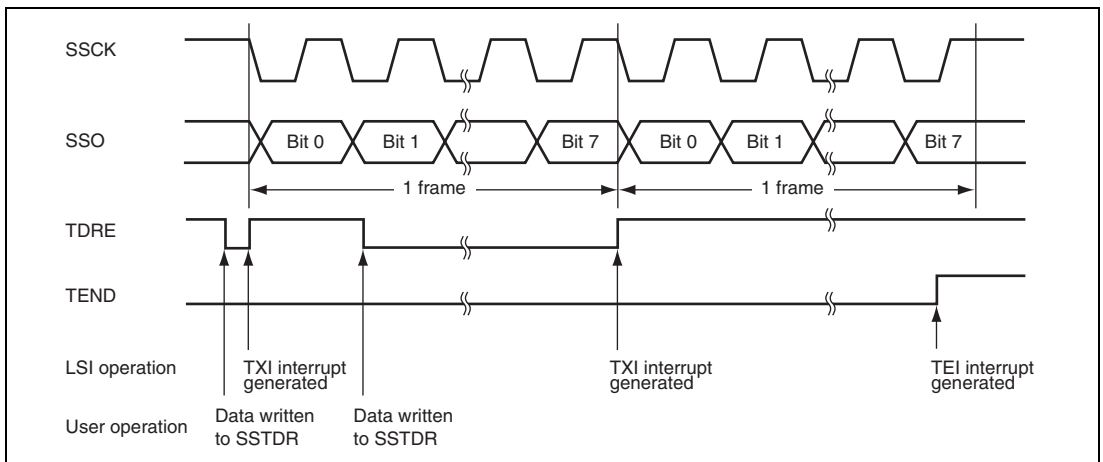 SSCK
SSO
Bit 0
Bit 1
Bit 7
Bit 0
Bit 1
Bit 7
1 frame
1 frame
TDRE
TEND
LSI operation
TXI interrupt
generated
TXI interrupt
generated
TEI interrupt
generated
User operation
Data written
to SSTDR
Data written
to SSTDR